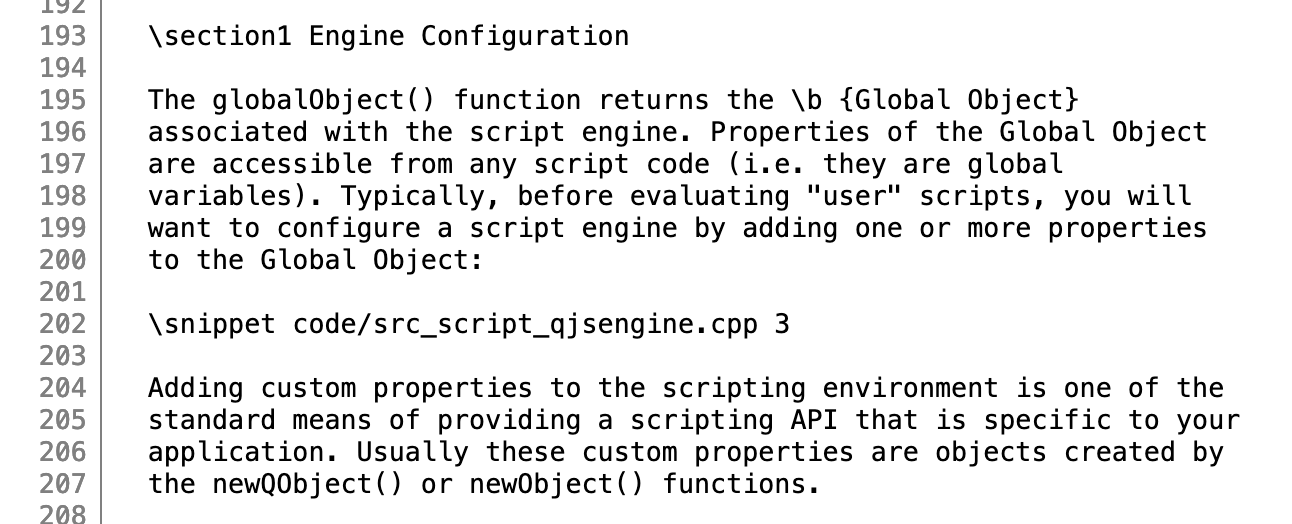 192
193 \section1 Engine Configuration
194
195 The globalObject() function returns the \b {Global Object}
196 associated with the script engine. Properties of the Global Object
197 are accessible from any script code (i.e. they are global
198 variables). Typically, before evaluating "user" scripts, you will
199 want to configure a script engine by adding one or more properties
200 to the Global Object:
201
202 \snippet code/src_script_qjsengine.cpp 3
203
204 Adding custom properties to the scripting environment is one of the
205 standard means of providing a scripting API that is specific to your
206 application. Usually these custom properties are objects created by
207 the newQObject() or newObject() functions.
208